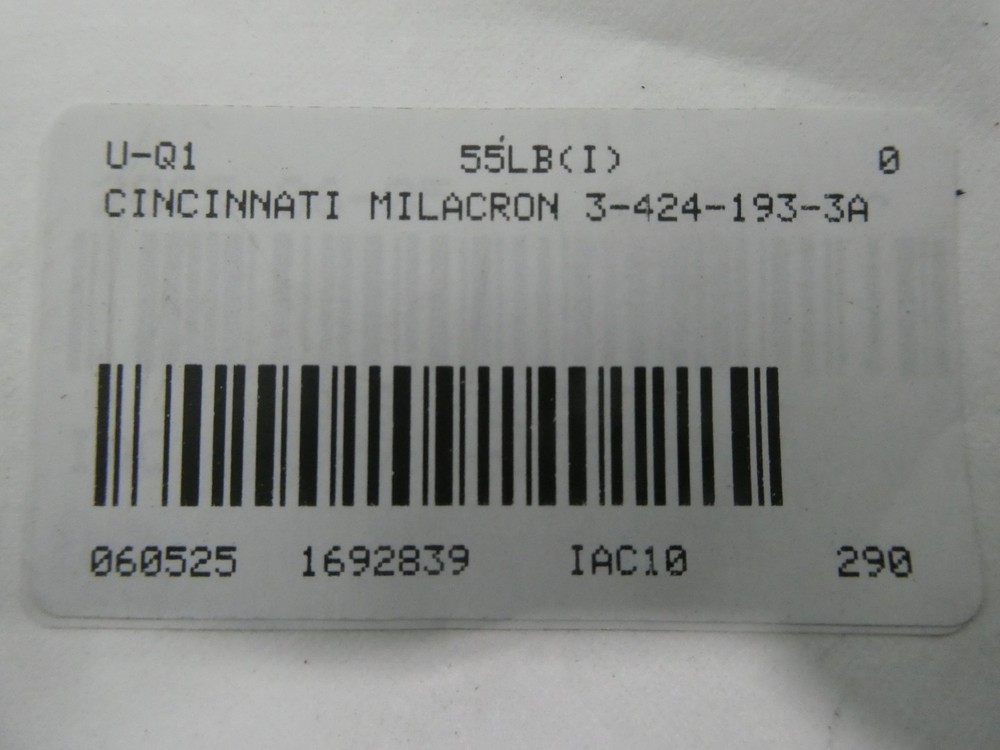 U-Q1 55LB(I) 0
CINCINNATI MILACRON 3-424-193-3A
060525 1692839 IAC10 290